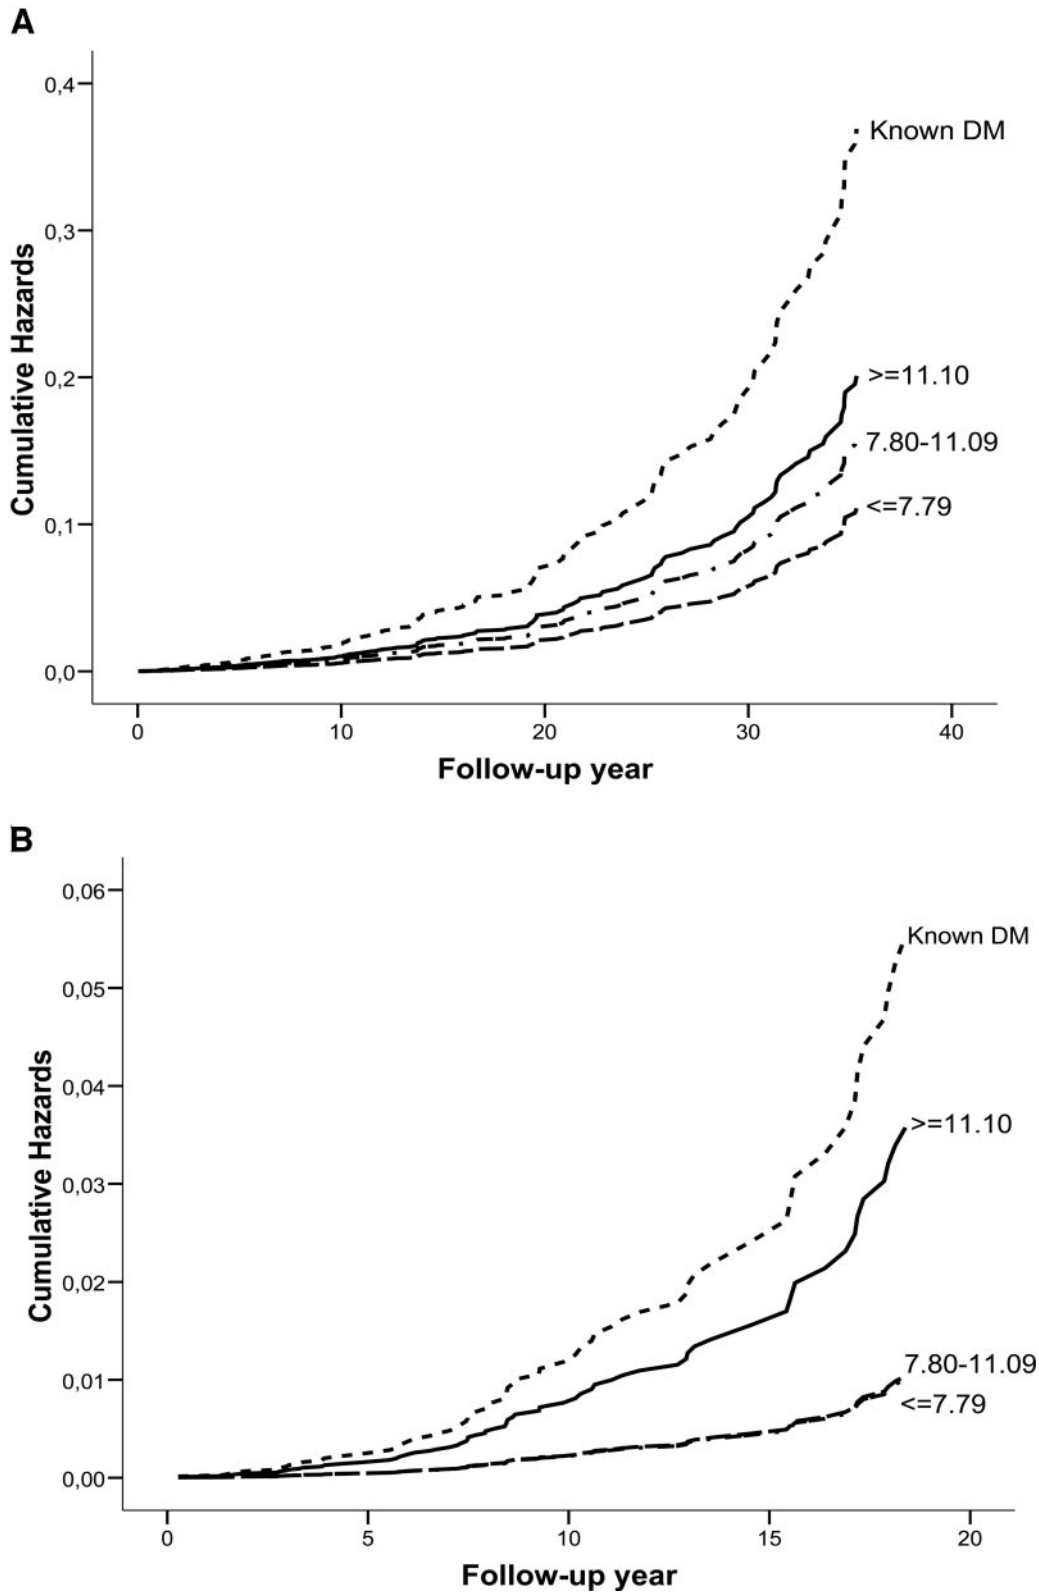 A
0,4
Known DM
0,3
Cumulative Hazards
0,2
>=11.10
7.80-11.09
<=7.79
0,1
0,0
0 10 20 30 40
Follow-up year
B
0,06
Known DM
0,05
0,04
>=11.10
Cumulative Hazards
0,03
0,02
7.80-11.09
0,01
<=7.79
0,00
0 5 10 15 20
Follow-up year